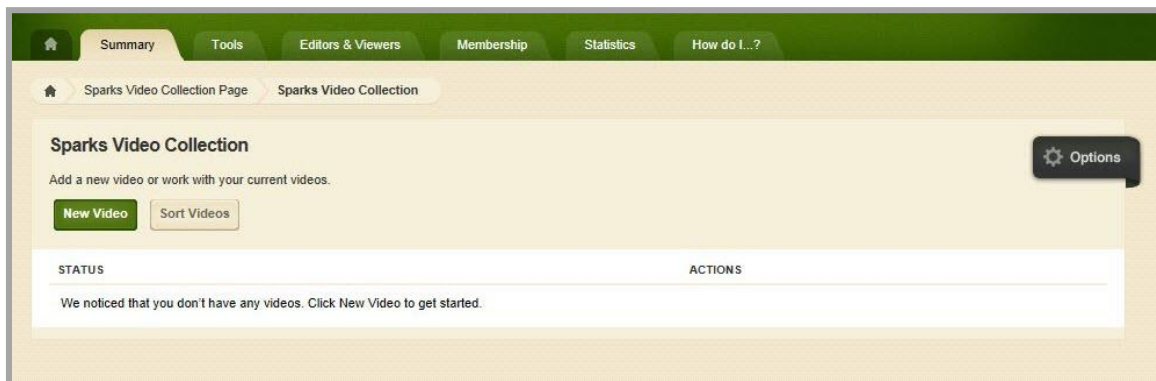 Summary Tools Editors & Viewers Membership Statistics How do I...?
Sparks Video Collection Page Sparks Video Collection
Sparks Video Collection
Options
Add a new video or work with your current videos.
New Video Sort Videos
STATUS ACTIONS
We noticed that you don't have any videos. Click New Video to get started.